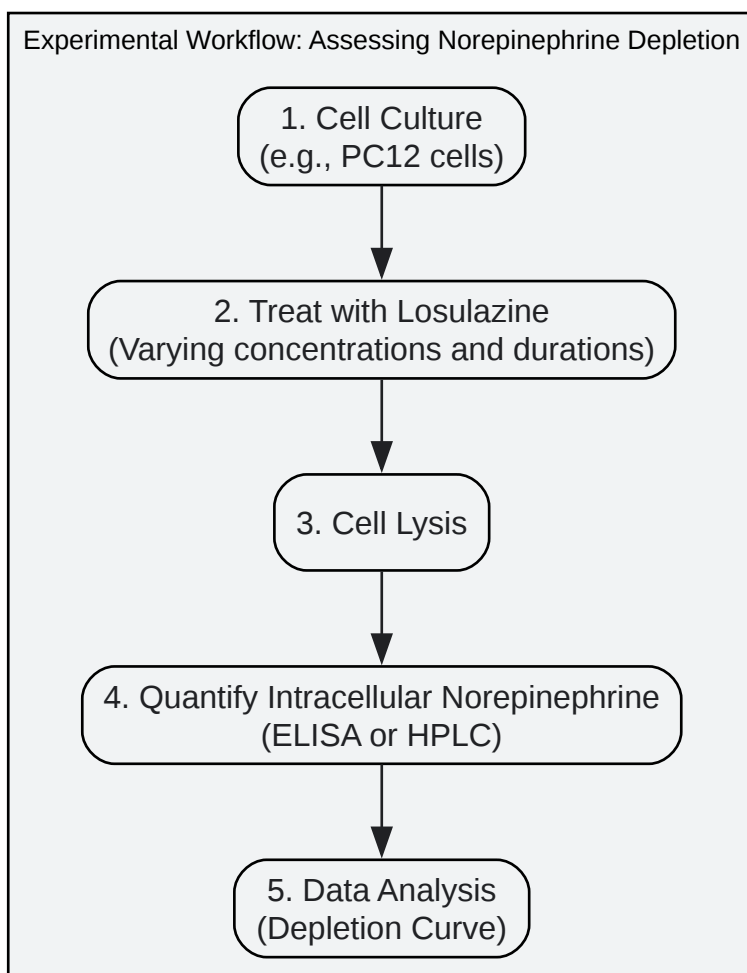 Experimental Workflow: Assessing Norepinephrine Depletion
1. Cell Culture
(e.g., PC12 cells)
2. Treat with Losulazine
(Varying concentrations and durations)
3. Cell Lysis
4. Quantify Intracellular Norepinephrine
(ELISA or HPLC)
5. Data Analysis
(Depletion Curve)